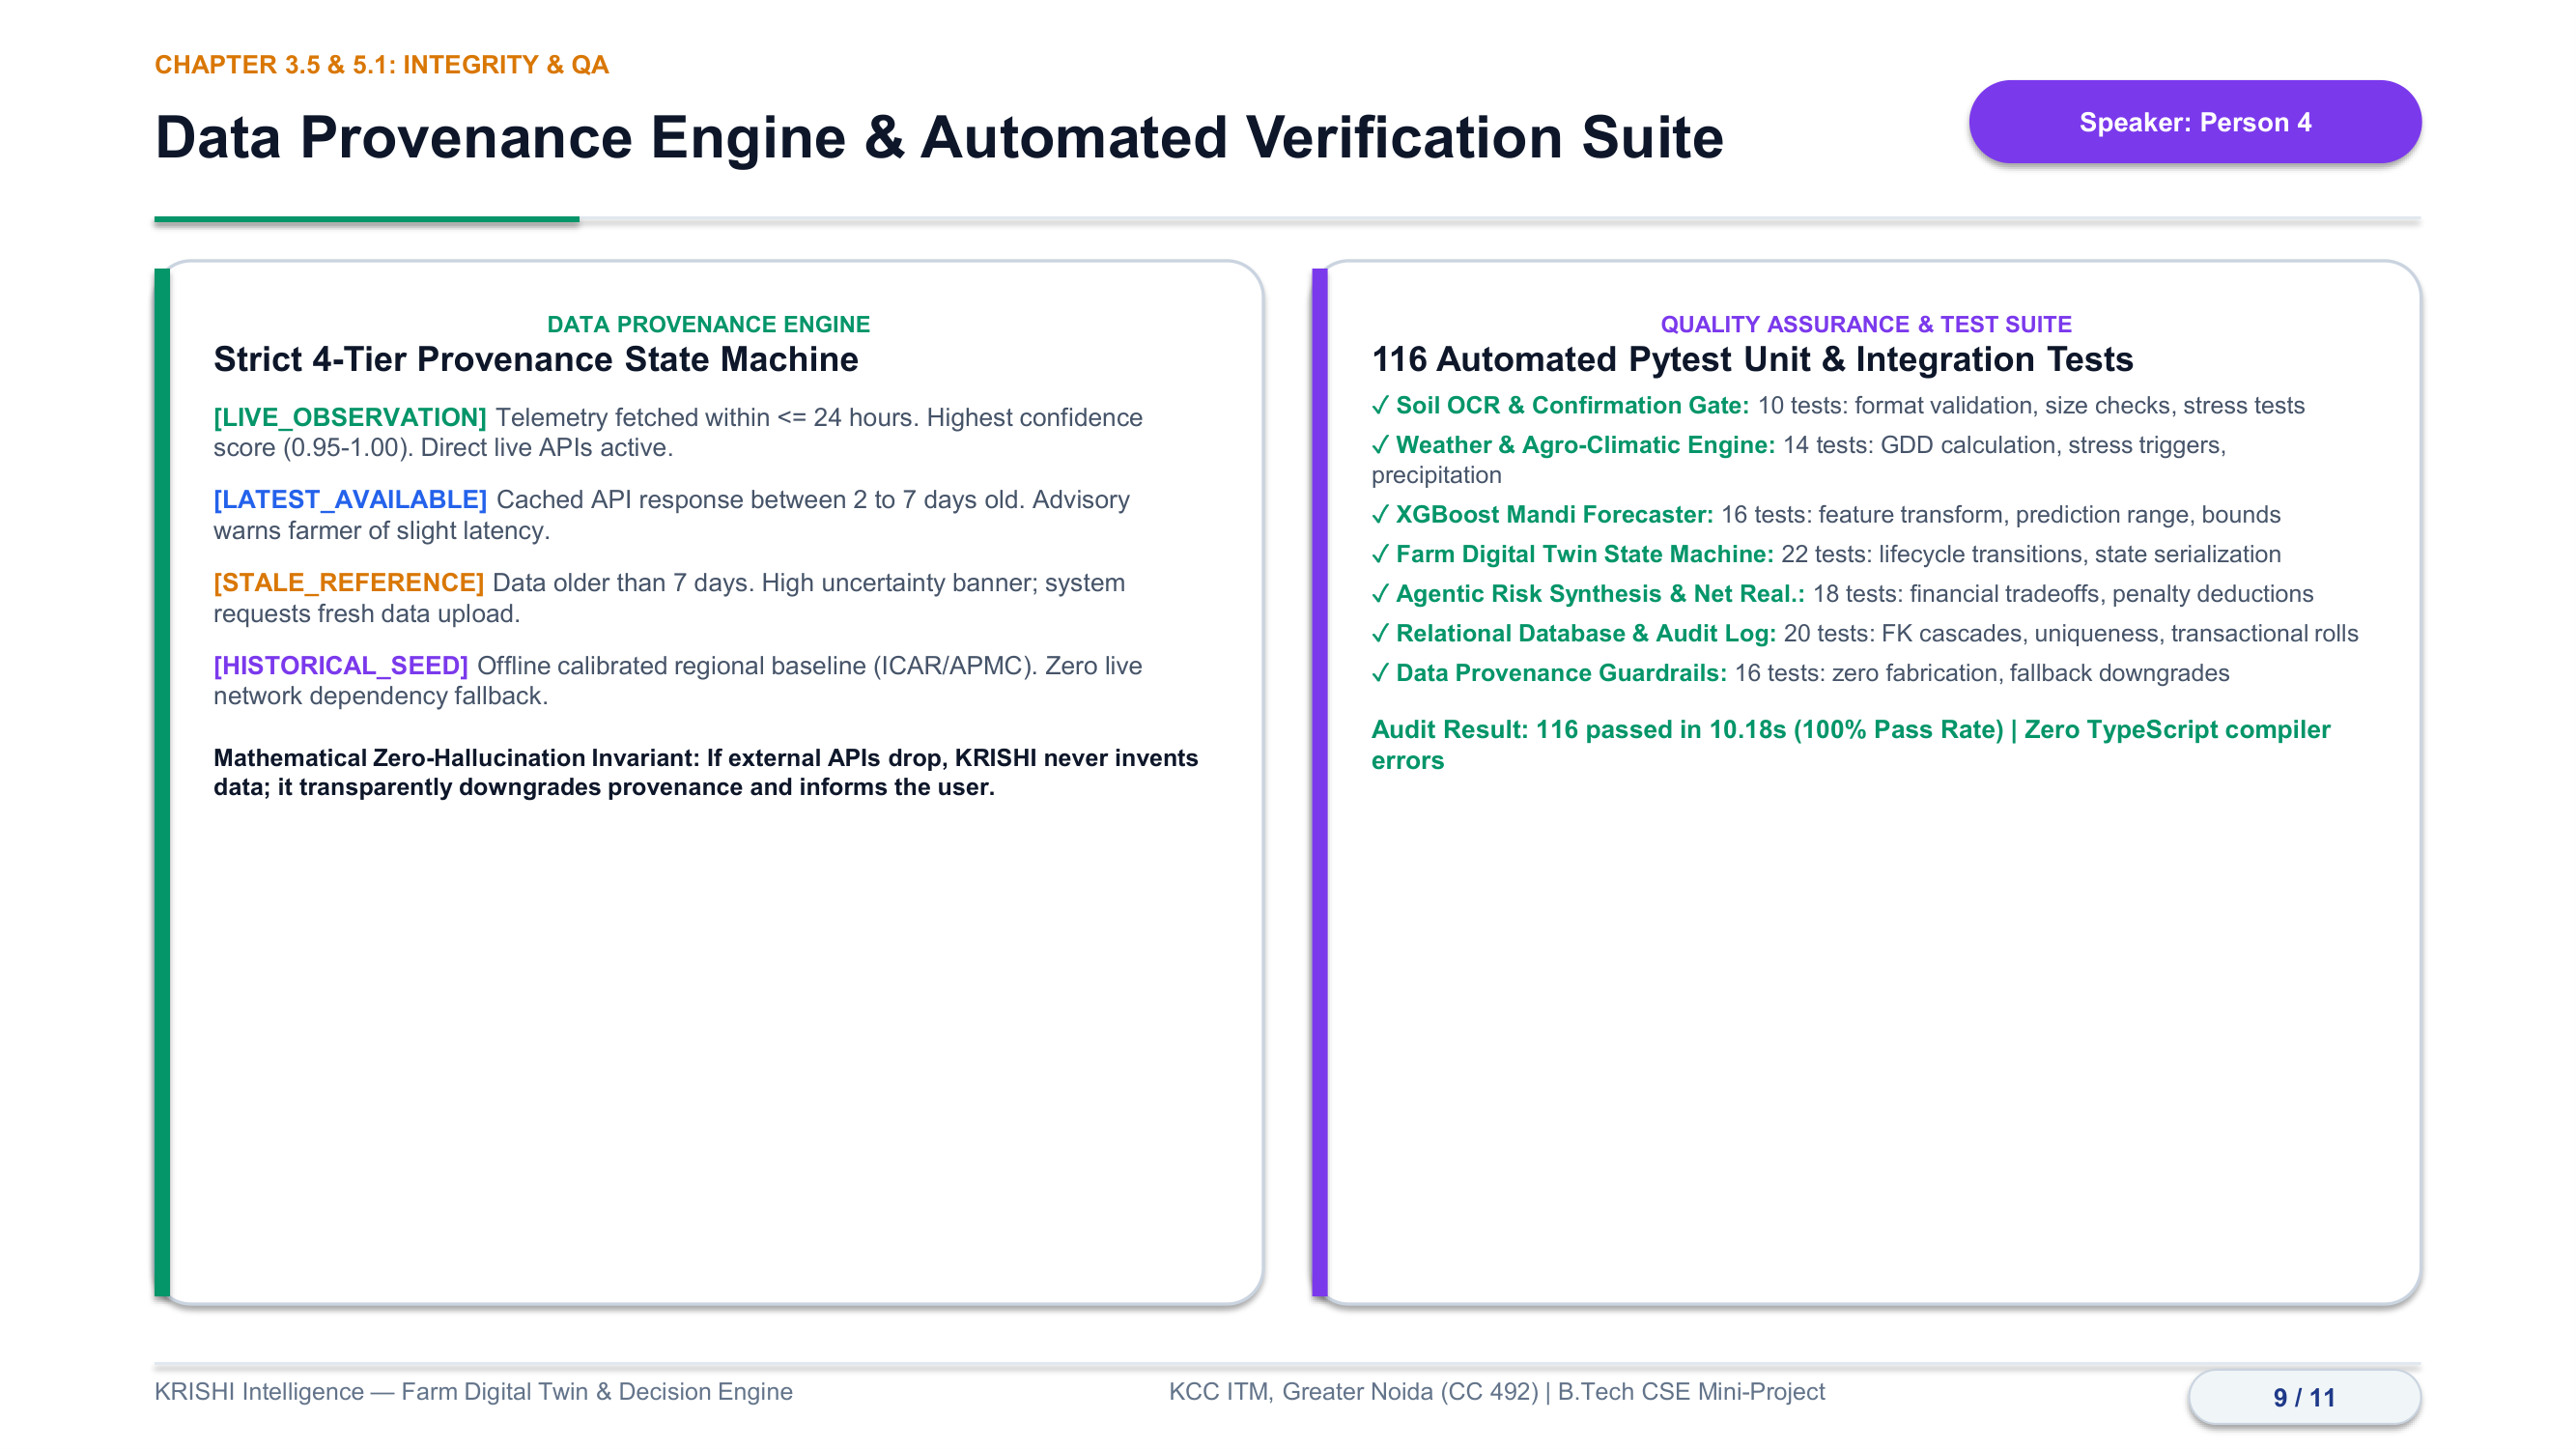 CHAPTER 3.5 & 5.1: INTEGRITY & QA
Data Provenance Engine & Automated Verification Suite
Speaker: Person 4
DATA PROVENANCE ENGINE
Strict 4-Tier Provenance State Machine
[LIVE_OBSERVATION] Telemetry fetched within <= 24 hours. Highest confidence
score (0.95-1.00). Direct live APIs active.
[LATEST_AVAILABLE] Cached API response between 2 to 7 days old. Advisory
warns farmer of slight latency.
[STALE_REFERENCE] Data older than 7 days. High uncertainty banner; system
requests fresh data upload.
[HISTORICAL_SEED] Offline calibrated regional baseline (ICAR/APMC). Zero live
network dependency fallback.
Mathematical Zero-Hallucination Invariant: If external APIs drop, KRISHI never invents
data; it transparently downgrades provenance and informs the user.
QUALITY ASSURANCE & TEST SUITE
116 Automated Pytest Unit & Integration Tests
✓ Soil OCR & Confirmation Gate: 10 tests: format validation, size checks, stress tests
✓ Weather & Agro-Climatic Engine: 14 tests: GDD calculation, stress triggers,
precipitation
✓ XGBoost Mandi Forecaster: 16 tests: feature transform, prediction range, bounds
✓ Farm Digital Twin State Machine: 22 tests: lifecycle transitions, state serialization
✓ Agentic Risk Synthesis & Net Real.: 18 tests: financial tradeoffs, penalty deductions
✓ Relational Database & Audit Log: 20 tests: FK cascades, uniqueness, transactional rolls
✓ Data Provenance Guardrails: 16 tests: zero fabrication, fallback downgrades
Audit Result: 116 passed in 10.18s (100% Pass Rate) | Zero TypeScript compiler
errors
KRISHI Intelligence — Farm Digital Twin & Decision Engine
KCC ITM, Greater Noida (CC 492) | B.Tech CSE Mini-Project
9 / 11